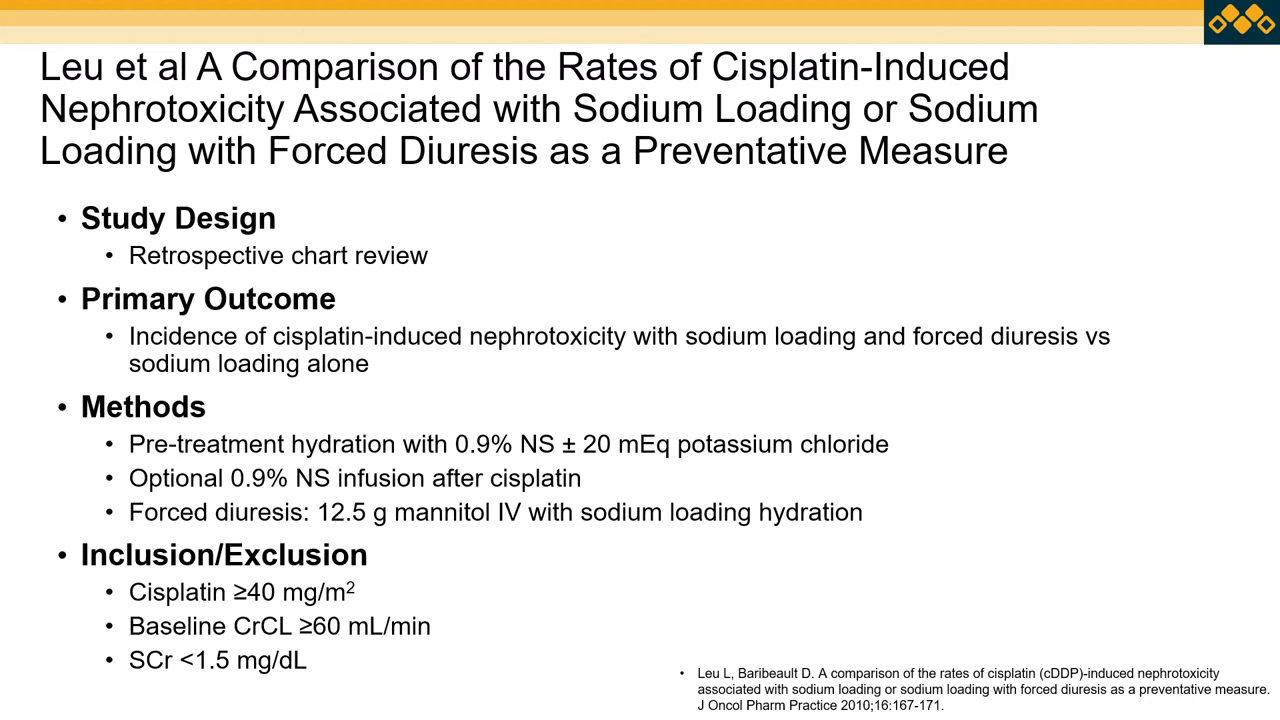 Leu et al A Comparison of the Rates of Cisplatin-Induced
Nephrotoxicity Associated with Sodium Loading or Sodium
Loading with Forced Diuresis as a Preventative Measure
• Study Design
• Retrospective chart review
• Primary Outcome
• Incidence of cisplatin-induced nephrotoxicity with sodium loading and forced diuresis vs
sodium loading alone
• Methods
• Pre-treatment hydration with 0.9% NS ± 20 mEq potassium chloride
• Optional 0.9% NS infusion after cisplatin
• Forced diuresis: 12.5 g mannitol IV with sodium loading hydration
• Inclusion/Exclusion
• Cisplatin ≥40 mg/m²
• Baseline CrCL ≥60 mL/min
• SCr <1.5 mg/dL
• Leu L, Baribeault D. A comparison of the rates of cisplatin (cDDP)-induced nephrotoxicity
associated with sodium loading or sodium loading with forced diuresis as a preventative measure.
J Oncol Pharm Practice 2010;16:167-171.